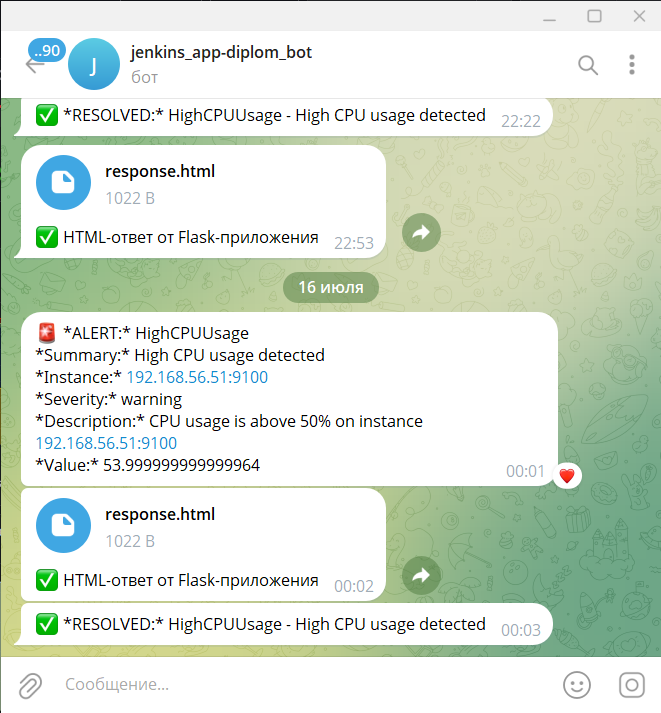 ..90
J
jenkins_app-diplom_bot
бот
✅ *RESOLVED:* HighCPUUsage - High CPU usage detected 22:22
response.html
1022 B
✅ HTML-ответ от Flask-приложения 22:53
16 июля
🚨 *ALERT:* HighCPUUsage
*Summary:* High CPU usage detected
*Instance:* 192.168.56.51:9100
*Severity:* warning
*Description:* CPU usage is above 50% on instance
192.168.56.51:9100
*Value:* 53.999999999999964 00:01
response.html
1022 B
✅ HTML-ответ от Flask-приложения 00:02
✅ *RESOLVED:* HighCPUUsage - High CPU usage detected 00:03
Сообщение...